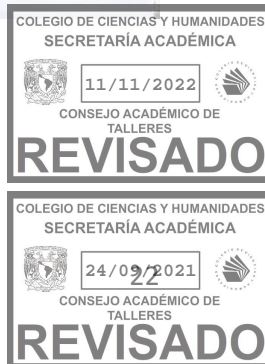 COLEGIO DE CIENCIAS Y HUMANIDADES
SECRETARÍA ACADÉMICA
11/11/2022
CONSEJO ACADÉMICO DE
TALLERES
REVISADO
COLEGIO DE CIENCIAS Y HUMANIDADES
SECRETARÍA ACADÉMICA
24/09/2021
22
CONSEJO ACADÉMICO DE
TALLERES
REVISADO